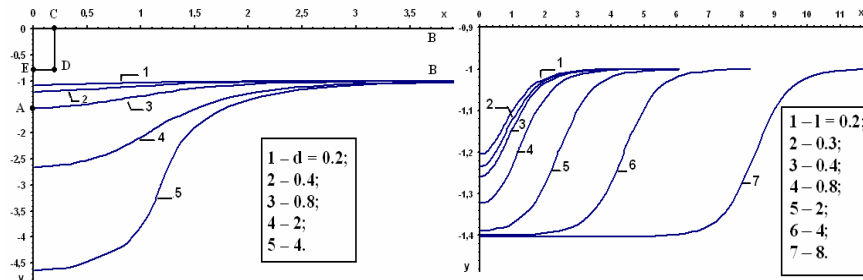 0 0,5 1 1,5 2 2,5 3 3,5 x
C
0
B
E
D
-0,5
-1
1
B
2
3
A
-1,5
-2
4
-2,5
-3
5
-3,5
-4
-4,5
y
1 – d = 0.2;
2 – 0.4;
3 – 0.8;
4 – 2;
5 – 4.
0 1 2 3 4 5 6 7 8 9 10 11 x
-0,9
-1
1
2
-1,1
3
4
5
6
7
-1,2
-1,3
-1,4
y
1 – l = 0.2;
2 – 0.3;
3 – 0.4;
4 – 0.8;
5 – 2;
6 – 4;
7 – 8.